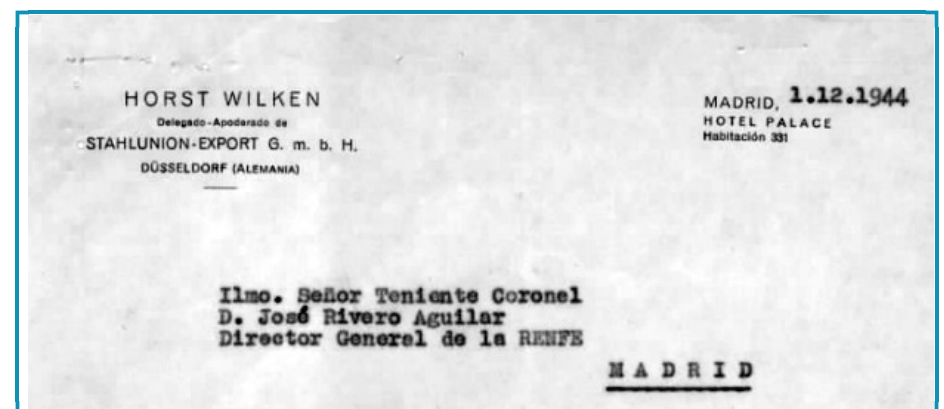 HORST WILKEN
Delegado-Apoderado de
STAHLUNION-EXPORT G. m. b. H.
DÜSSELDORF (ALEMANIA)
MADRID, 1.12.1944
HOTEL PALACE
Habitación 331
Ilmo. Señor Teniente Coronel
D. José Rivero Aguilar
Director General de la RENFE
MADRID